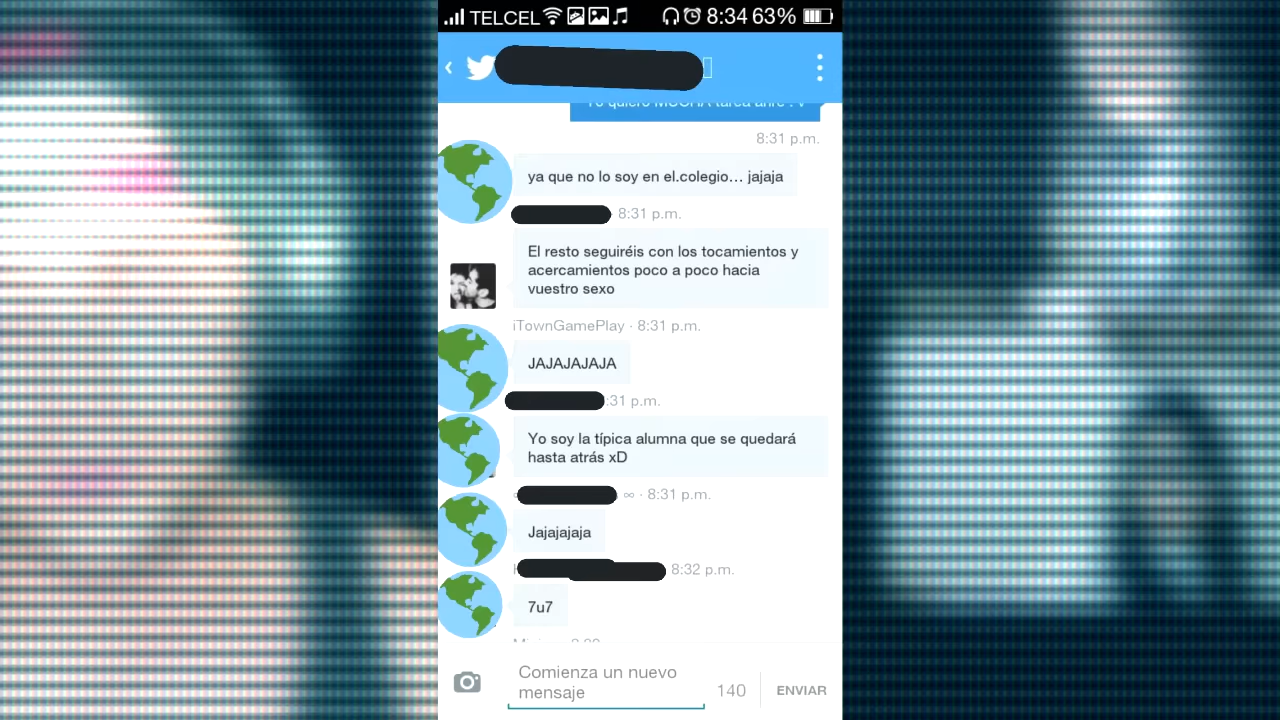 TELCEL 8:34 63%
8:31 p.m.
ya que no lo soy en el.colegio... jajaja
8:31 p.m.
El resto seguiréis con los tocamientos y
acercamientos poco a poco hacia
vuestro sexo
iTownGamePlay · 8:31 p.m.
JAJAJAJAJA
:31 p.m.
Yo soy la típica alumna que se quedará
hasta atrás xD
∞ · 8:31 p.m.
Jajajajaja
8:32 p.m.
7u7
Comienza un nuevo
mensaje
140
ENVIAR